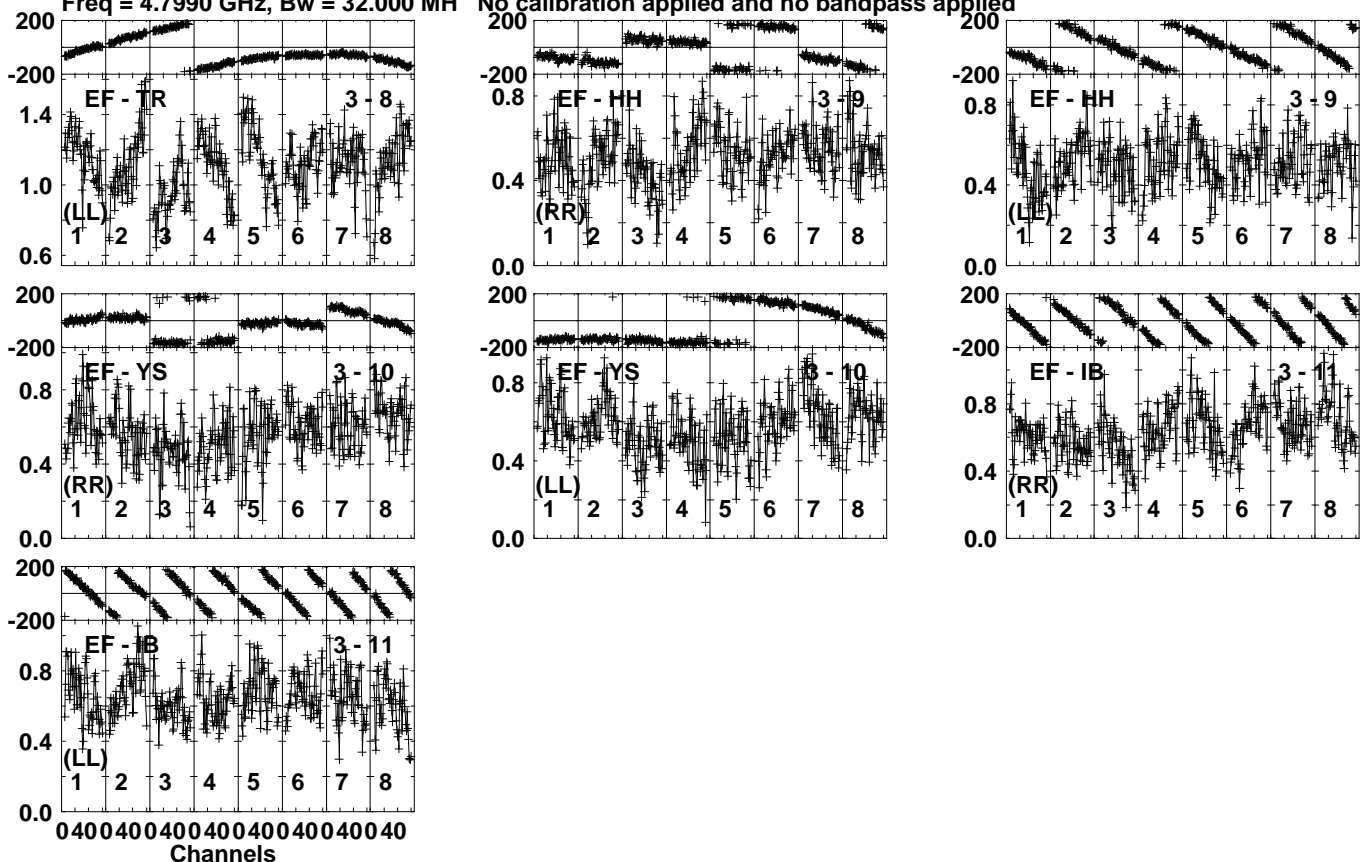 Freq = 4.7990 GHz, Bw = 32.000 MH No calibration applied and no bandpass applied
200
-200
EF - TR 3 - 8
1.4
1.0
0.6
(LL)
1 2 3 4 5 6 7 8
200
-200
EF - HH 3 - 9
0.8
0.4
0.0
(RR)
1 2 3 4 5 6 7 8
200
-200
EF - HH 3 - 9
0.8
0.4
0.0
(LL)
1 2 3 4 5 6 7 8
200
-200
EF - YS 3 - 10
0.8
0.4
0.0
(RR)
1 2 3 4 5 6 7 8
200
-200
EF - YS 3 - 10
0.8
0.4
0.0
(LL)
1 2 3 4 5 6 7 8
200
-200
EF - IB 3 - 11
0.8
0.4
0.0
(RR)
1 2 3 4 5 6 7 8
200
-200
EF - IB 3 - 11
0.8
0.4
0.0
(LL)
1 2 3 4 5 6 7 8
0 40 0 40 0 40 0 40 0 40 0 40 0 40 0 40
Channels